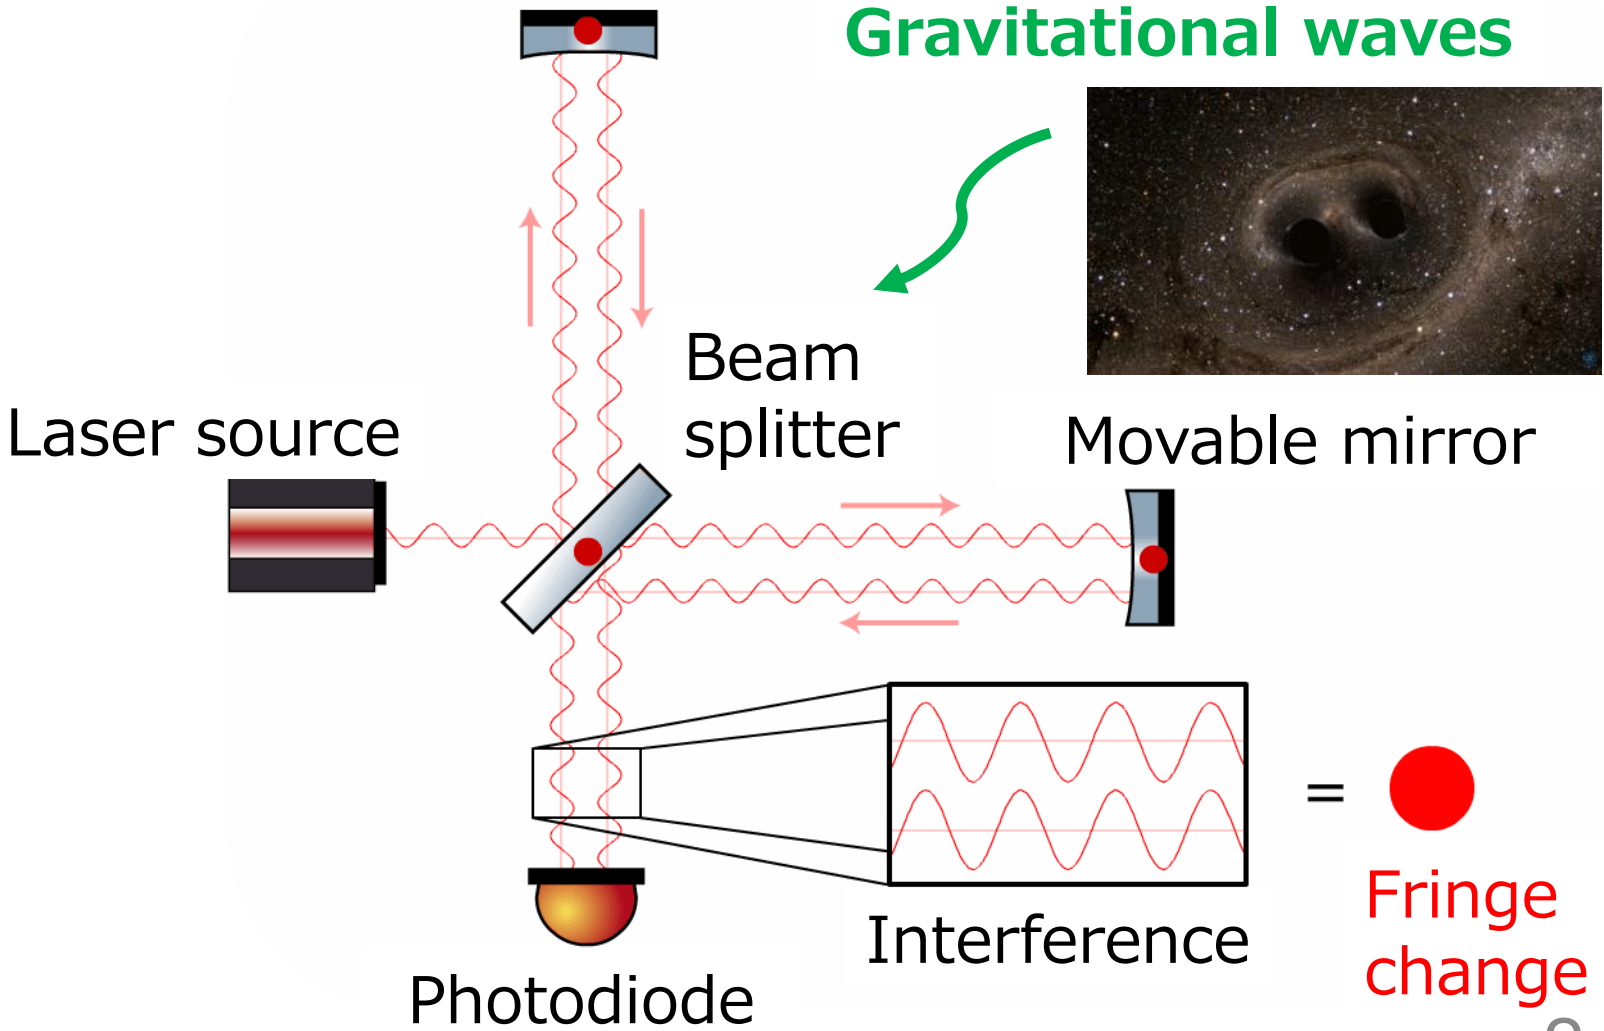 Gravitational waves
Beam
splitter
Laser source
Movable mirror
=
Interference
Fringe
change
Photodiode